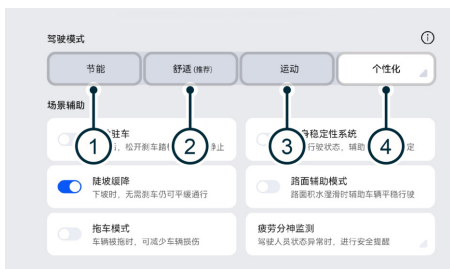 驾驶模式
节能
舒适 (推荐)
运动
个性化
场景辅助
驻车
松开刹车踏
止
身稳定性系统
行驶状态，辅助
定
1
2
3
4
陡坡缓降
下坡时，无需刹车仍可平缓通行
路面辅助模式
路面积水湿滑时辅助车辆平稳行驶
拖车模式
车辆被拖时，可减少车辆损伤
疲劳分神监测
驾驶人员状态异常时，进行安全提醒